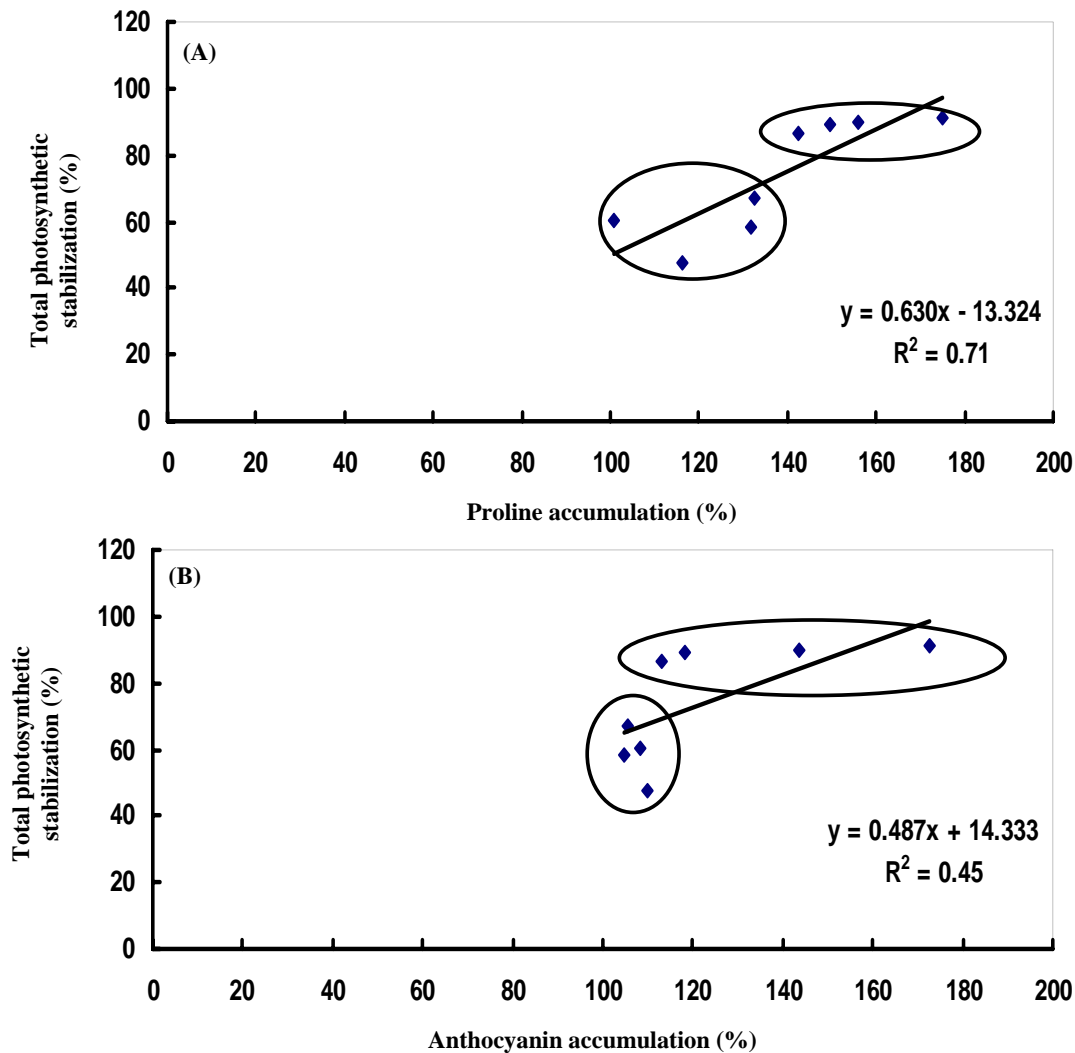 (A)
Total photosynthetic
stabilization (%)
120
100
80
60
40
20
0
0 20 40 60 80 100 120 140 160 180 200
y = 0.630x - 13.324
R² = 0.71
Proline accumulation (%)
(B)
Total photosynthetic
stabilization (%)
120
100
80
60
40
20
0
0 20 40 60 80 100 120 140 160 180 200
y = 0.487x + 14.333
R² = 0.45
Anthocyanin accumulation (%)